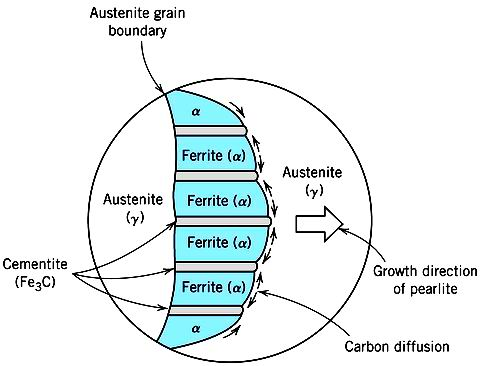 Austenite grain
boundary
α
Ferrite (α)
Austenite
(γ)
Ferrite (α)
Austenite
(γ)
Ferrite (α)
Cementite
(Fe₃C)
Ferrite (α)
Growth direction
of pearlite
α
Carbon diffusion